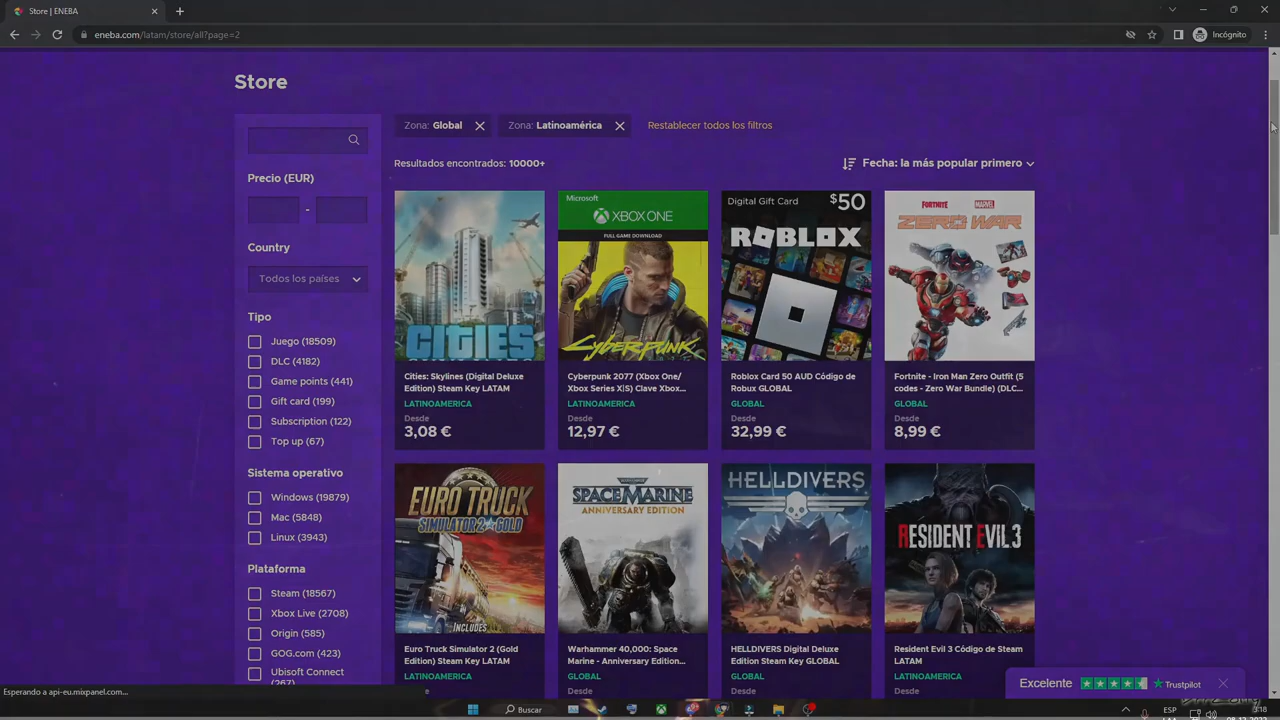 Store | ENEBA
eneba.com/latam/store/all?page=2
Incógnito
Store
Zona: Global
Zona: Latinoamérica
Restablecer todos los filtros
Resultados encontrados: 10000+
Fecha: la más popular primero
Precio (EUR)
-
Country
Todos los países
Tipo
Juego (18509)
DLC (4182)
Game points (441)
Gift card (199)
Subscription (122)
Top up (67)
Sistema operativo
Windows (19879)
Mac (5848)
Linux (3943)
Plataforma
Steam (18567)
Xbox Live (2708)
Origin (585)
GOG.com (423)
Ubisoft Connect
(267)
CITIES
Cities: Skylines (Digital Deluxe
Edition) Steam Key LATAM
LATINOAMERICA
Desde
3,08 €
Microsoft
XBOX ONE
FULL GAME DOWNLOAD
CYBERPUNK
Cyberpunk 2077 (Xbox One/
Xbox Series X|S) Clave Xbox...
LATINOAMERICA
Desde
12,97 €
Digital Gift Card
$50
ROBLOX
Roblox Card 50 AUD Código de
Robux GLOBAL
GLOBAL
Desde
32,99 €
FORTNITE
MARVEL
ZERO WAR
Fortnite - Iron Man Zero Outfit (5
codes - Zero War Bundle) (DLC...
GLOBAL
Desde
8,99 €
EURO TRUCK
SIMULATOR 2 GOLD
INCLUDES
Euro Truck Simulator 2 (Gold
Edition) Steam Key LATAM
LATINOAMERICA
SPACE MARINE
ANNIVERSARY EDITION
Warhammer 40,000: Space
Marine - Anniversary Edition...
GLOBAL
Desde
HELLDIVERS
HELLDIVERS Digital Deluxe
Edition Steam Key GLOBAL
GLOBAL
Desde
RESIDENT EVIL 3
Resident Evil 3 Código de Steam
LATAM
LATINOAMERICA
Desde
Excelente
Trustpilot
Esperando a api-eu.mixpanel.com...
Buscar
ESP